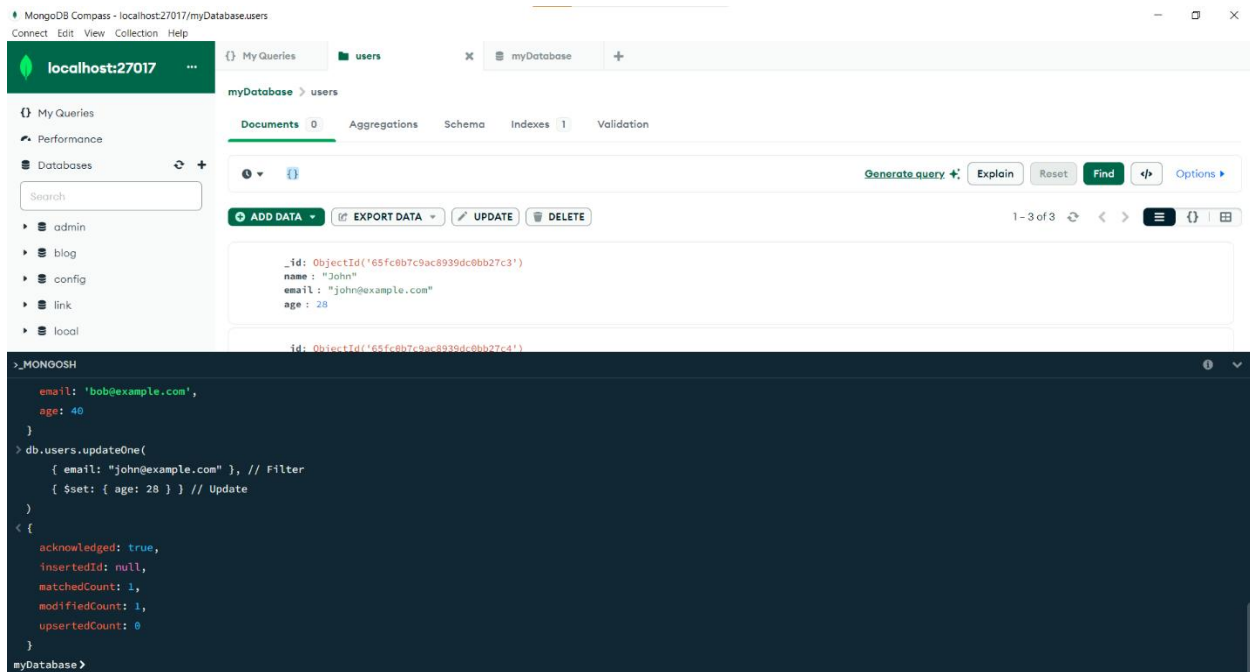 MongoDB Compass - localhost:27017/myDatabase.users
Connect Edit View Collection Help
localhost:27017 ...
{} My Queries
users
myDatabase
myDatabase > users
{} My Queries
Performance
Databases
Search
admin
blog
config
link
local
Documents 0 Aggregations Schema Indexes 1 Validation
{}
Generate query Explain Reset Find </> Options
ADD DATA EXPORT DATA UPDATE DELETE
1 – 3 of 3 {}
_id: ObjectId('65fc0b7c9ac8939dc0bb27c3')
name : "John"
email : "john@example.com"
age : 28
_id: ObjectId('65fc0b7c9ac8939dc0bb27c4')
>_MONGOSH
email: 'bob@example.com',
age: 40
}
> db.users.updateOne(
{ email: "john@example.com" }, // Filter
{ $set: { age: 28 } } // Update
)
< {
acknowledged: true,
insertedId: null,
matchedCount: 1,
modifiedCount: 1,
upsertedCount: 0
}
myDatabase>